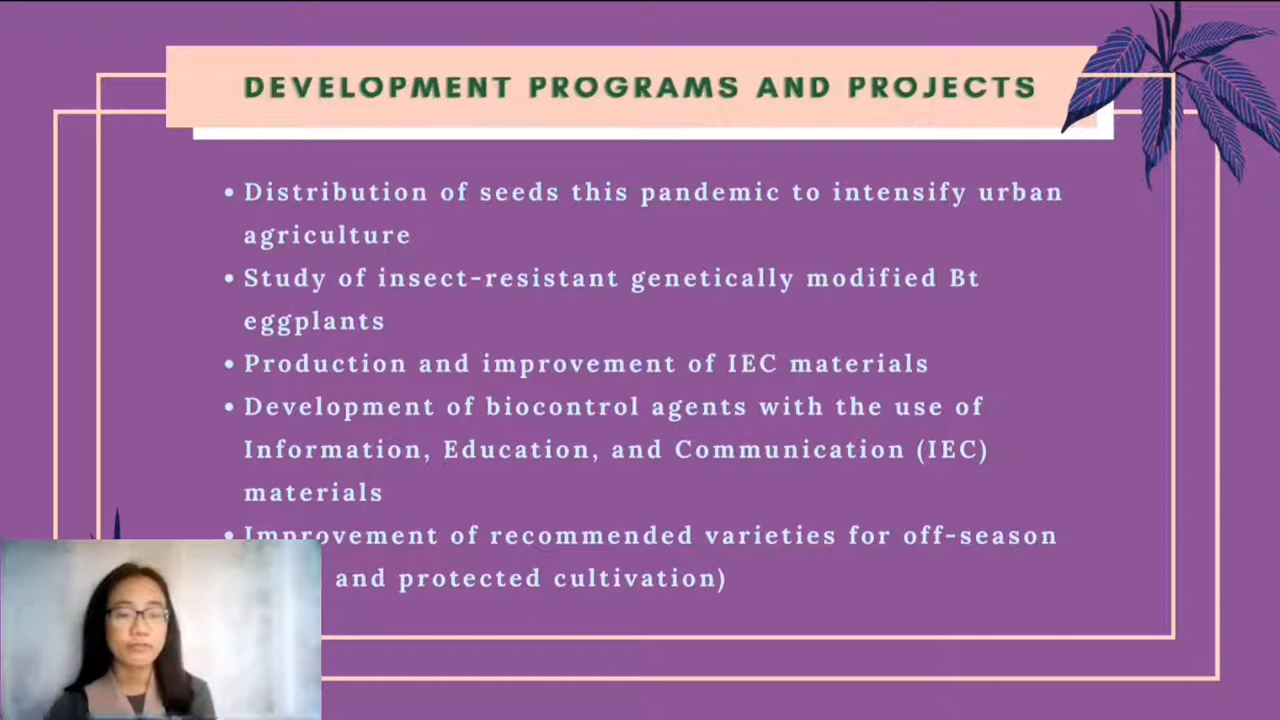 DEVELOPMENT PROGRAMS AND PROJECTS
• Distribution of seeds this pandemic to intensify urban
agriculture
• Study of insect-resistant genetically modified Bt
eggplants
• Production and improvement of IEC materials
• Development of biocontrol agents with the use of
Information, Education, and Communication (IEC)
materials
• Improvement of recommended varieties for off-season
and protected cultivation)